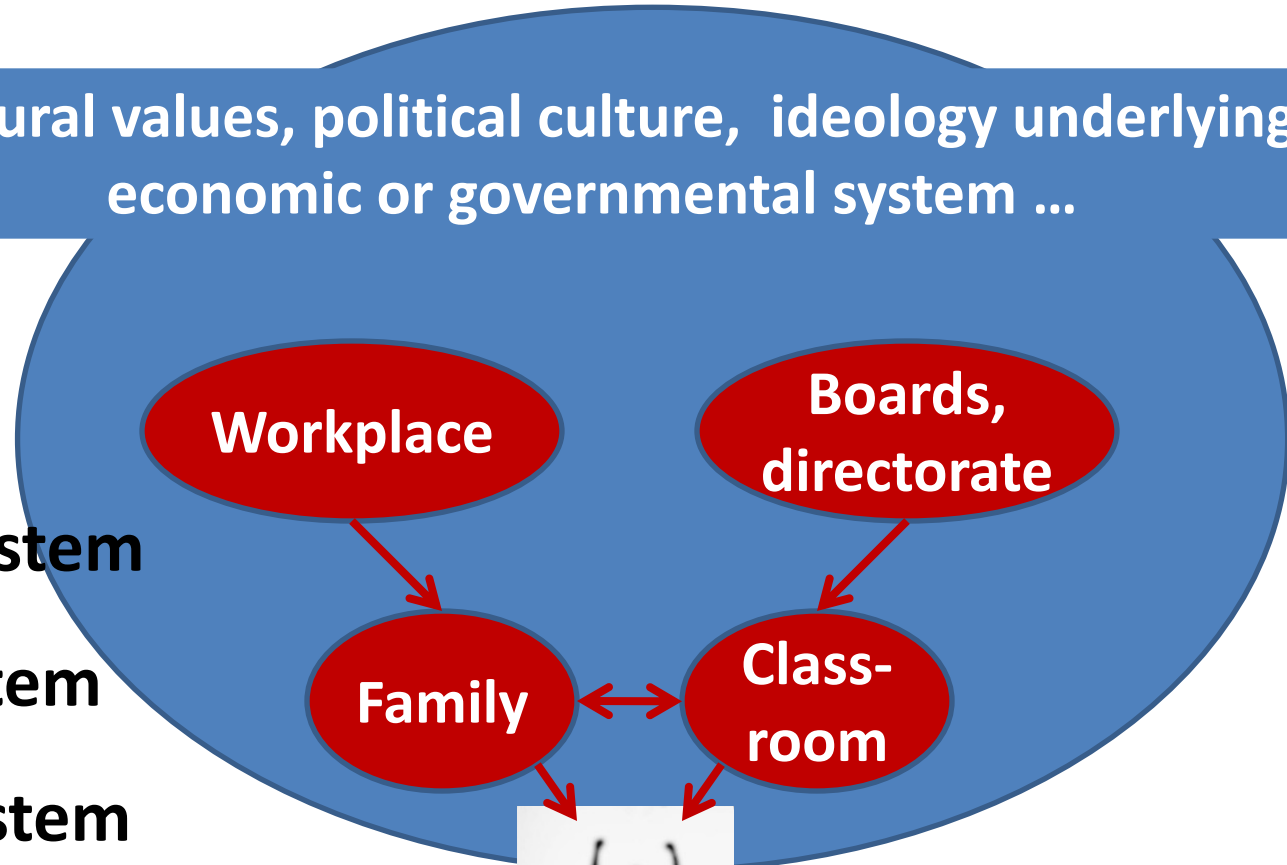 ural values, political culture, ideology underlying
economic or governmental system ...
Workplace
Boards,
directorate
stem
Family
Class-
room
tem
stem